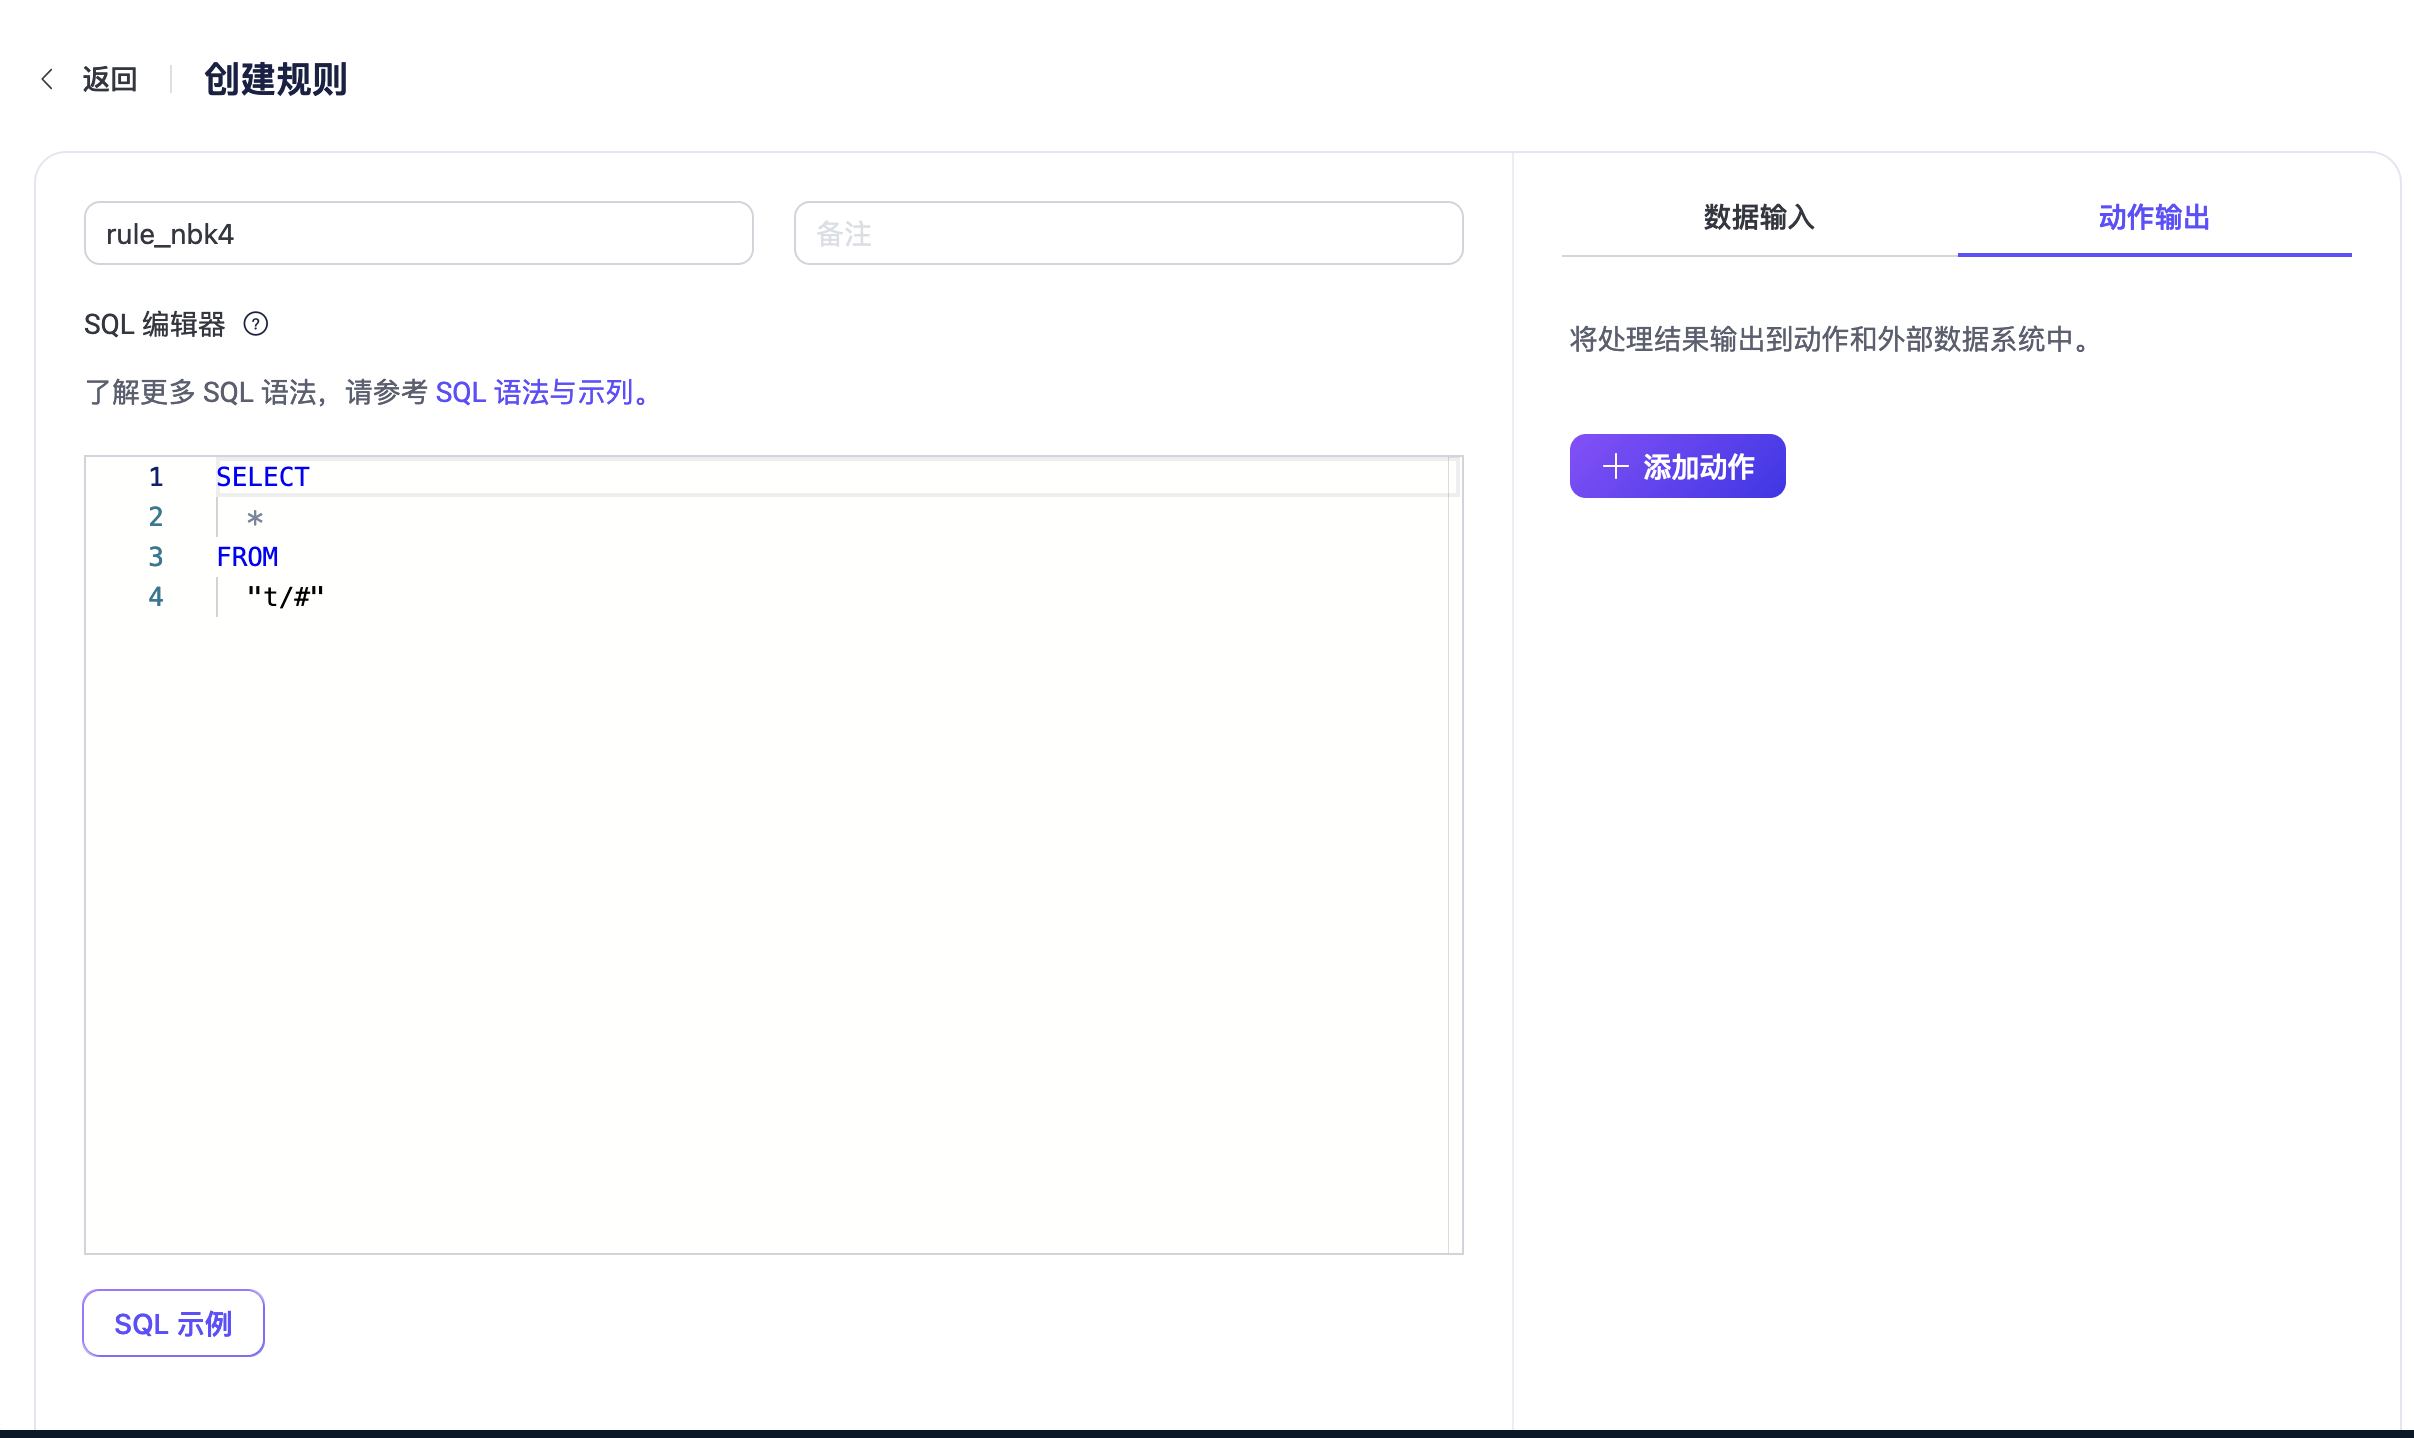 返回
创建规则
rule_nbk4
备注
SQL 编辑器 ?
了解更多 SQL 语法，请参考 SQL 语法与示列。
1 SELECT
2 *
3 FROM
4 "t/#"
SQL 示例
数据输入 动作输出
将处理结果输出到动作和外部数据系统中。
+ 添加动作